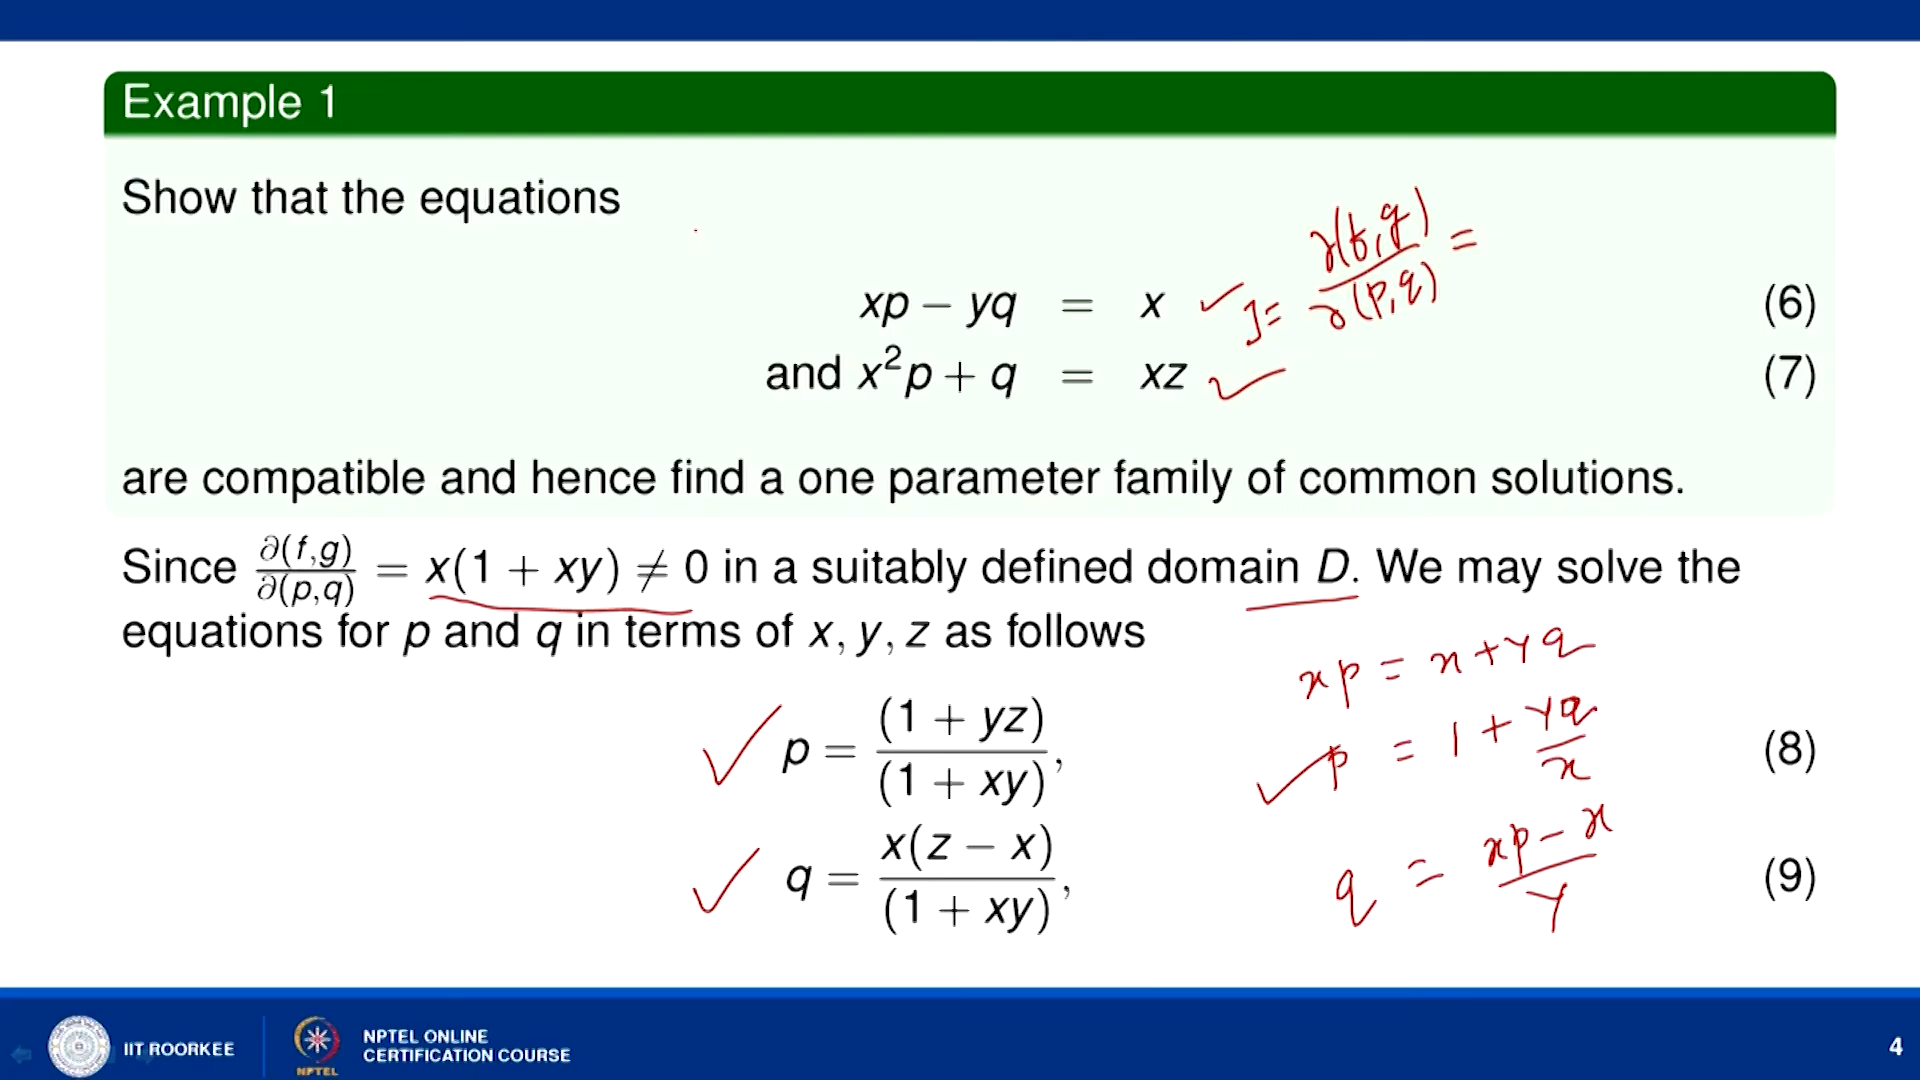 Example 1
Show that the equations
xp − yq = x ✓ J = ∂(f,g)/∂(p,q) = (6)
and x²p + q = xz ✓ (7)
are compatible and hence find a one parameter family of common solutions.
Since ∂(f,g)/∂(p,q) = x(1 + xy) ≠ 0 in a suitably defined domain D. We may solve the
equations for p and q in terms of x, y, z as follows
xp = x + yq
✓ p = (1 + yz)/(1 + xy), ✓ p = 1 + yq/x (8)
✓ q = x(z − x)/(1 + xy), q = xp − x/y (9)
IIT ROORKEE
NPTEL
NPTEL ONLINE
CERTIFICATION COURSE
4